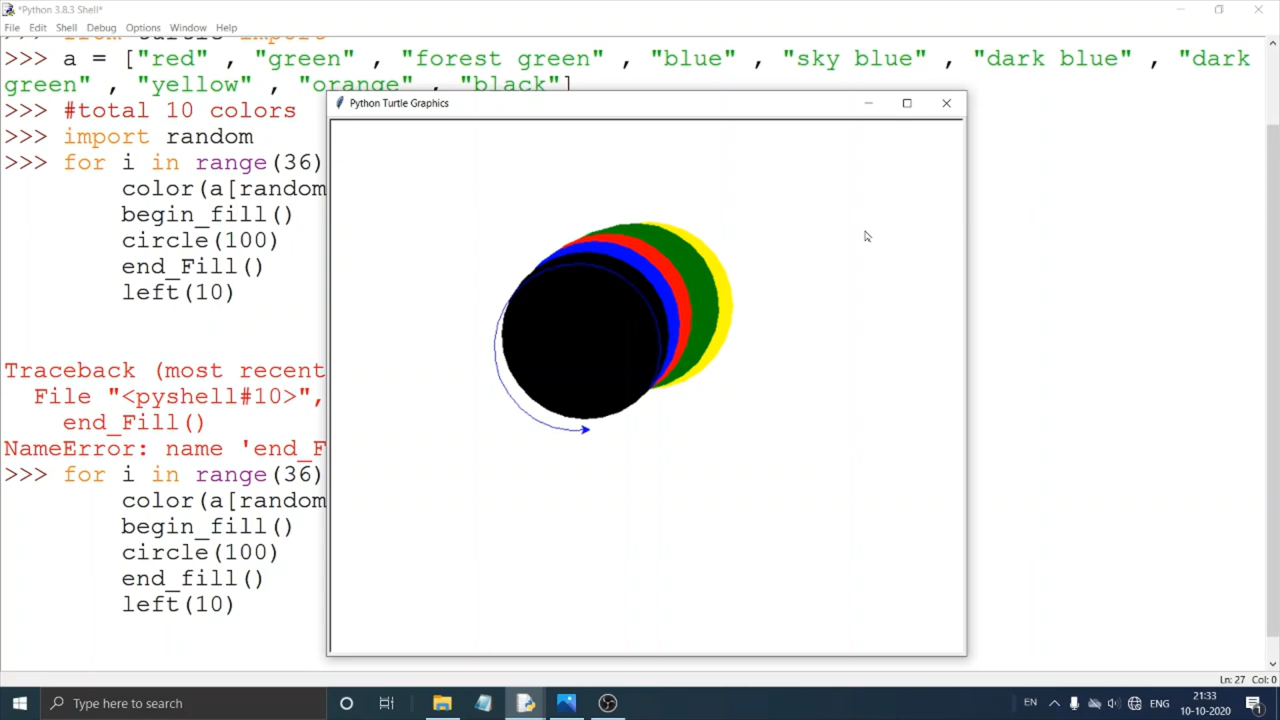 *Python 3.8.3 Shell*
File Edit Shell Debug Options Window Help
>>> a = ["red" , "green" , "forest green" , "blue" , "sky blue" , "dark blue" , "dark
green" , "yellow" , "orange" , "black"]
>>> #total 10 colors
>>> import random
>>> for i in range(36)
color(a[random
begin_fill()
circle(100)
end_Fill()
left(10)
Traceback (most recent
File "<pyshell#10>",
end_Fill()
NameError: name 'end_F
>>> for i in range(36)
color(a[random
begin_fill()
circle(100)
end_fill()
left(10)
Python Turtle Graphics
Ln: 27 Col: 0
Type here to search
EN
ENG
21:33
10-10-2020
1